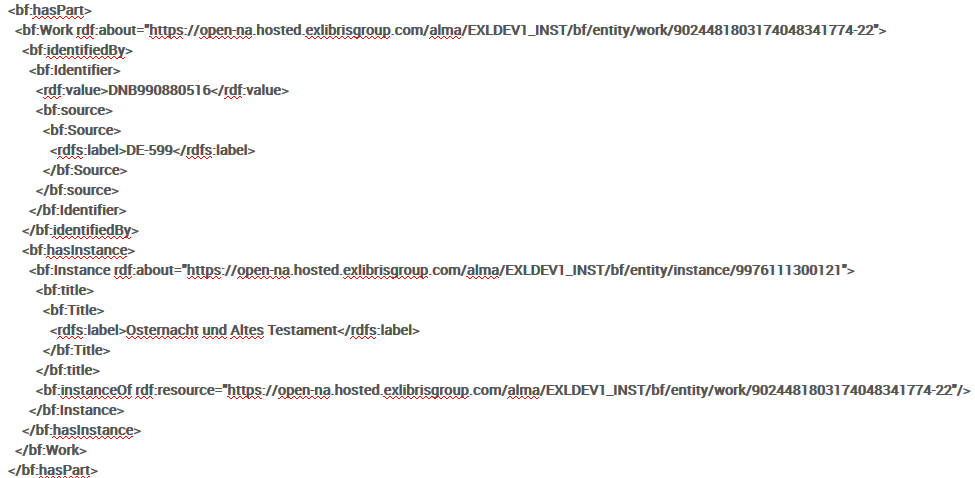 <bf:hasPart>
<bf:Work rdf:about="https://open-na.hosted.exlibrisgroup.com/alma/EXLDEV1_INST/bf/entity/work/9024481803174048341774-22">
<bf:identifiedBy>
<bf:Identifier>
<rdf:value>DNB990880516</rdf:value>
<bf:source>
<bf:Source>
<rdfs:label>DE-599</rdfs:label>
</bf:Source>
</bf:source>
</bf:Identifier>
</bf:identifiedBy>
<bf:hasInstance>
<bf:Instance rdf:about="https://open-na.hosted.exlibrisgroup.com/alma/EXLDEV1_INST/bf/entity/instance/9976111300121">
<bf:title>
<bf:Title>
<rdfs:label>Osternacht und Altes Testament</rdfs:label>
</bf:Title>
</bf:title>
<bf:instanceOf rdf:resource="https://open-na.hosted.exlibrisgroup.com/alma/EXLDEV1_INST/bf/entity/work/9024481803174048341774-22"/>
</bf:Instance>
</bf:hasInstance>
</bf:Work>
</bf:hasPart>